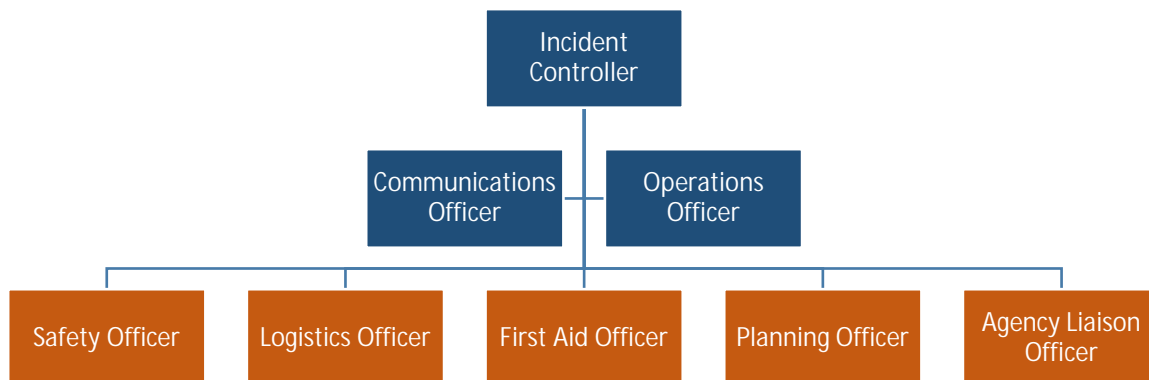 Incident
Controller
Communications
Officer
Operations
Officer
Safety Officer
Logistics Officer
First Aid Officer
Planning Officer
Agency Liaison
Officer